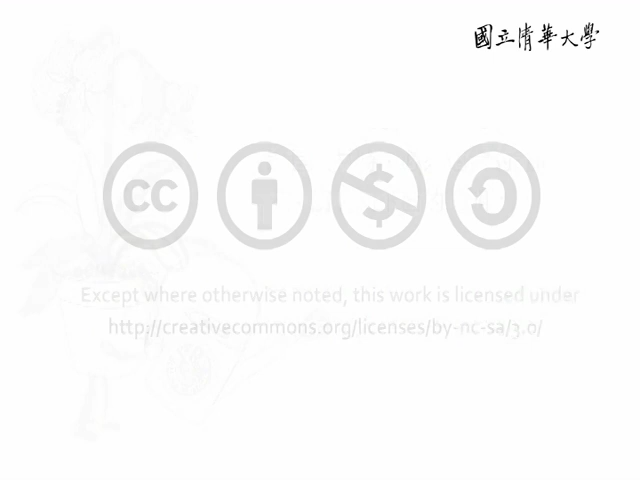 國立清華大學
cc
$
Except where otherwise noted, this work is licensed under
http://creativecommons.org/licenses/by-nc-sa/3.0/